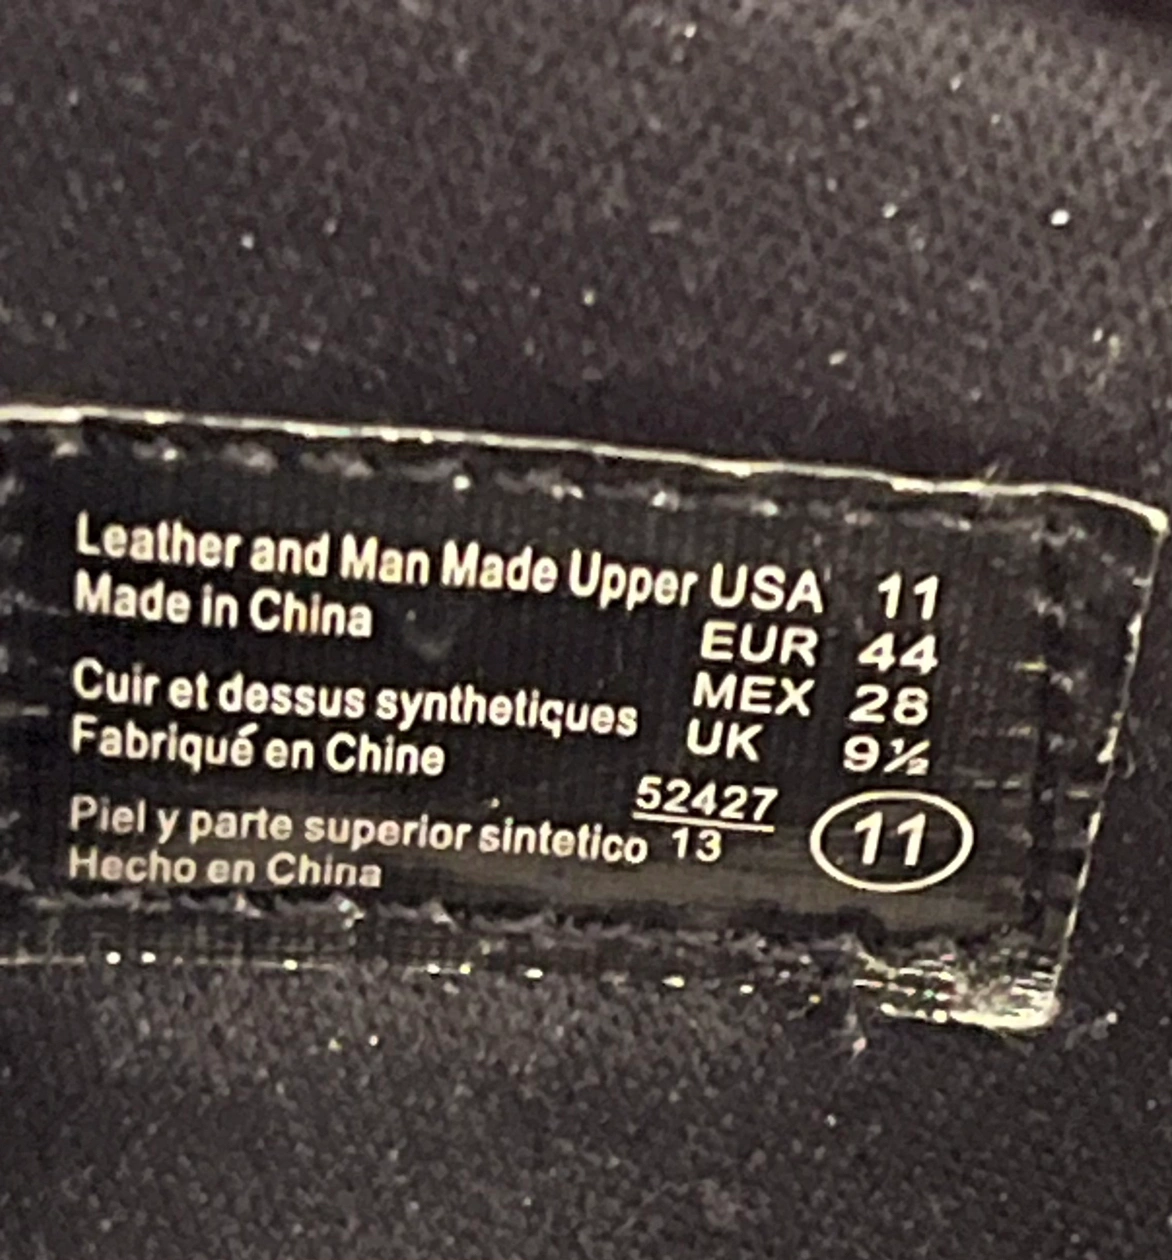 Leather and Man Made Upper USA 11
Made in China EUR 44
MEX 28
Cuir et dessus synthetiques UK 9½
Fabriqué en Chine
52427
Piel y parte superior sintetico 13 11
Hecho en China